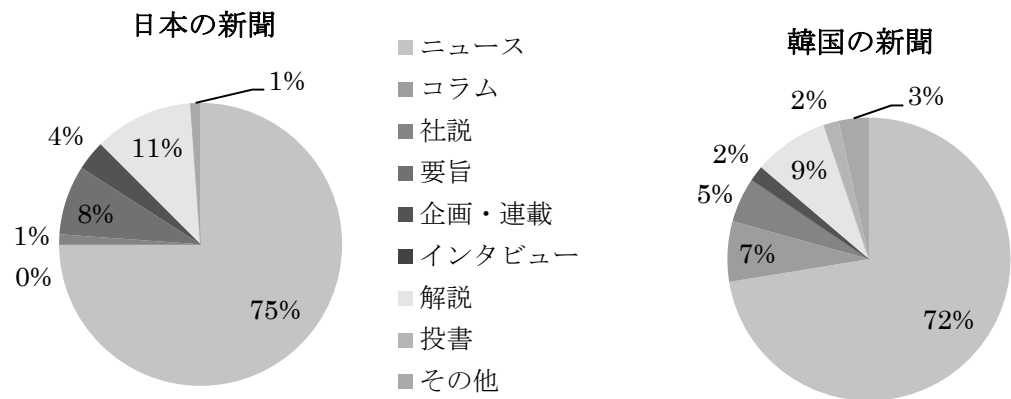 日本の新聞
1%
4%
11%
8%
1%
0%
75%
ニュース
コラム
社説
要旨
企画・連載
インタビュー
解説
投書
その他
韓国の新聞
2%
3%
2%
9%
5%
7%
72%